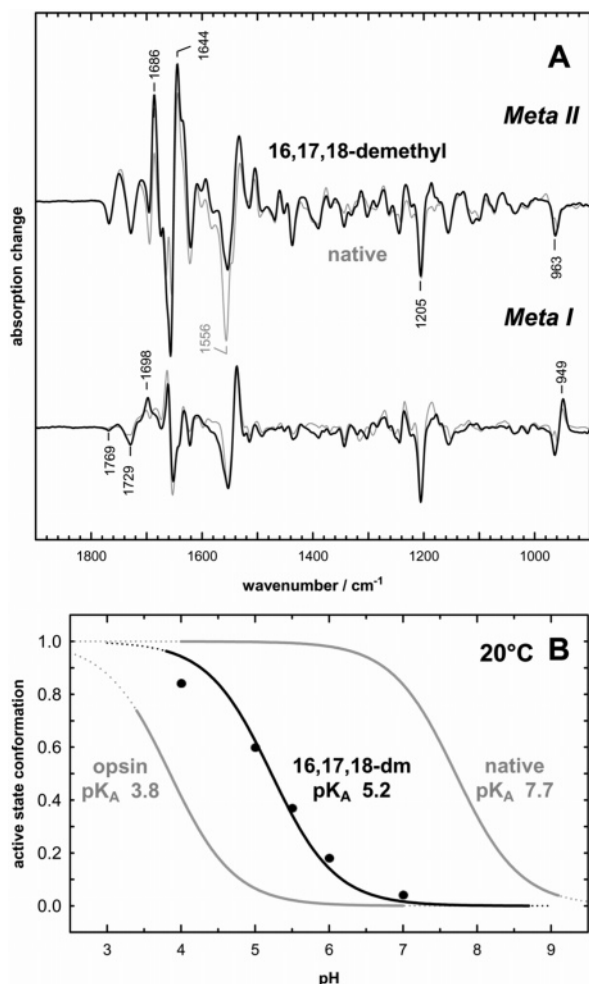 A
1686
1644
Meta II
16,17,18-demethyl
native
1556
1205
963
Meta I
1698
949
1769
1729
absorption change
1800 1600 1400 1200 1000
wavenumber / cm-1
B
20°C
1.0
0.8
0.6
0.4
0.2
0.0
active state conformation
opsin
pKA 3.8
16,17,18-dm
pKA 5.2
native
pKA 7.7
3 4 5 6 7 8 9
pH